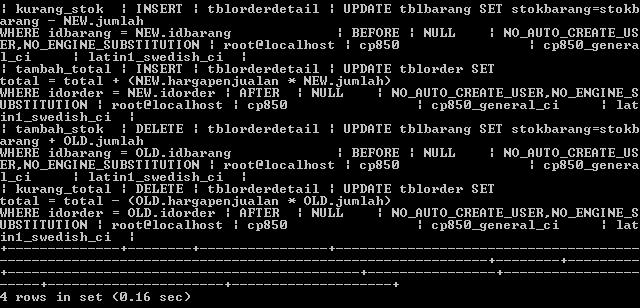 | kurang_stok  | INSERT | tblorderdetail | UPDATE tblbarang SET stokbarang=stokb
arang - NEW.jumlah
WHERE idbarang = NEW.idbarang              | BEFORE | NULL    | NO_AUTO_CREATE_US
ER,NO_ENGINE_SUBSTITUTION | root@localhost | cp850                | cp850_genera
l_ci     | latin1_swedish_ci  |
| tambah_total | INSERT | tblorderdetail | UPDATE tblorder SET
total = total + (NEW.hargapenjualan * NEW.jumlah)
WHERE idorder = NEW.idorder | AFTER  | NULL    | NO_AUTO_CREATE_USER,NO_ENGINE_S
UBSTITUTION | root@localhost | cp850                | cp850_general_ci     | lat
in1_swedish_ci  |
| tambah_stok  | DELETE | tblorderdetail | UPDATE tblbarang SET stokbarang=stokb
arang + OLD.jumlah
WHERE idbarang = OLD.idbarang              | BEFORE | NULL    | NO_AUTO_CREATE_US
ER,NO_ENGINE_SUBSTITUTION | root@localhost | cp850                | cp850_genera
l_ci     | latin1_swedish_ci  |
| kurang_total | DELETE | tblorderdetail | UPDATE tblorder SET
total = total - (OLD.hargapenjualan * OLD.jumlah)
WHERE idorder = OLD.idorder | AFTER  | NULL    | NO_AUTO_CREATE_USER,NO_ENGINE_S
UBSTITUTION | root@localhost | cp850                | cp850_general_ci     | lat
in1_swedish_ci  |
4 rows in set (0.16 sec)